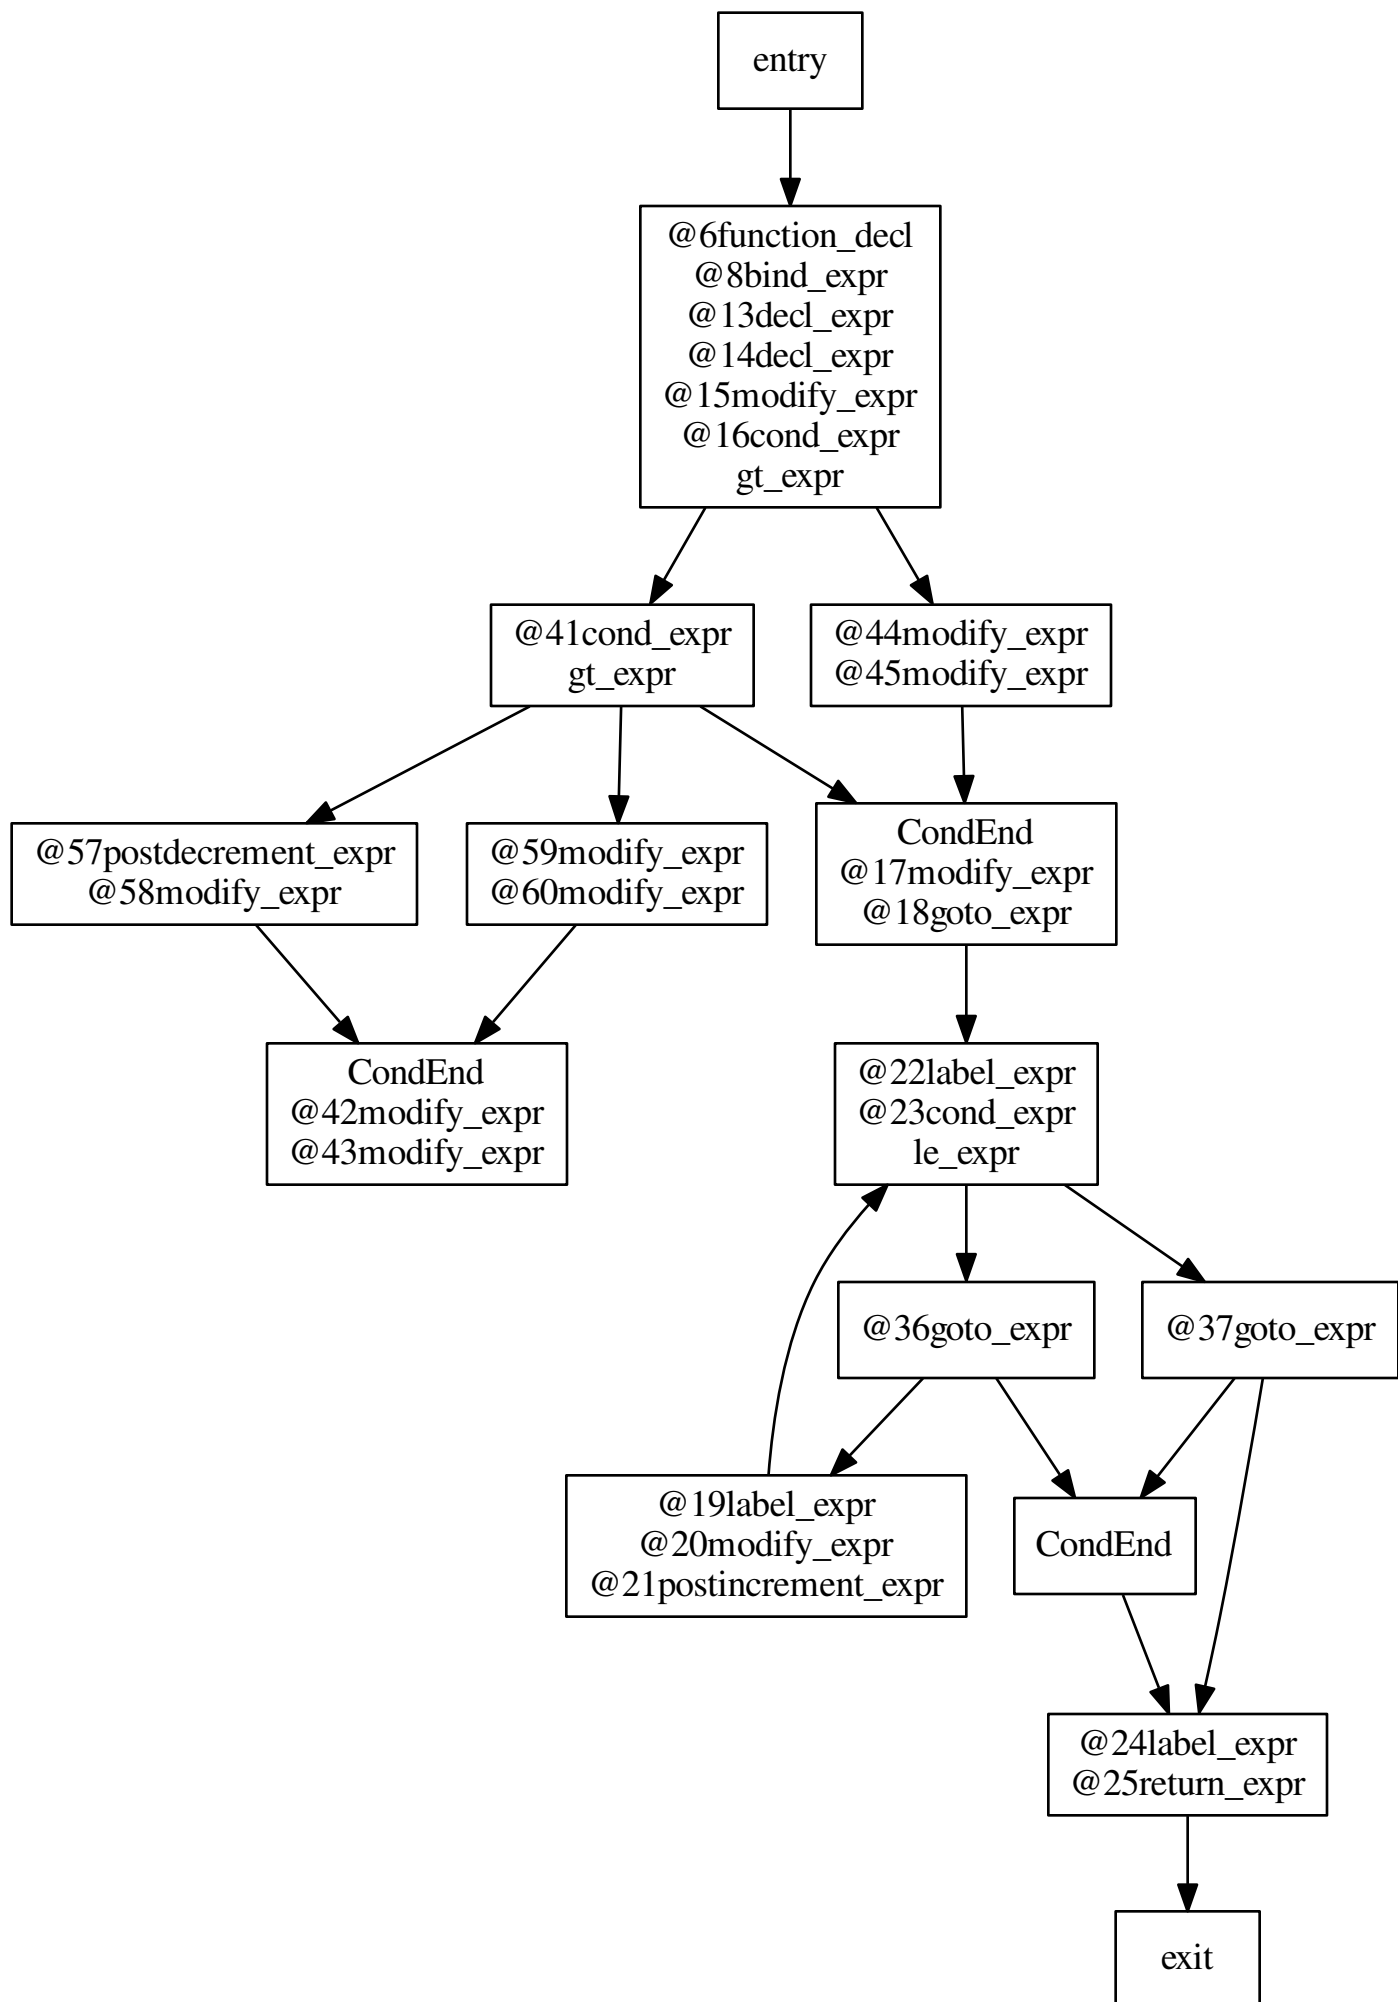 entry
@6function_decl
@8bind_expr
@13decl_expr
@14decl_expr
@15modify_expr
@16cond_expr
gt_expr
@41cond_expr
gt_expr
@44modify_expr
@45modify_expr
@57postdecrement_expr
@58modify_expr
@59modify_expr
@60modify_expr
CondEnd
@17modify_expr
@18goto_expr
CondEnd
@42modify_expr
@43modify_expr
@22label_expr
@23cond_expr
le_expr
@36goto_expr
@37goto_expr
@19label_expr
@20modify_expr
@21postincrement_expr
CondEnd
@24label_expr
@25return_expr
exit